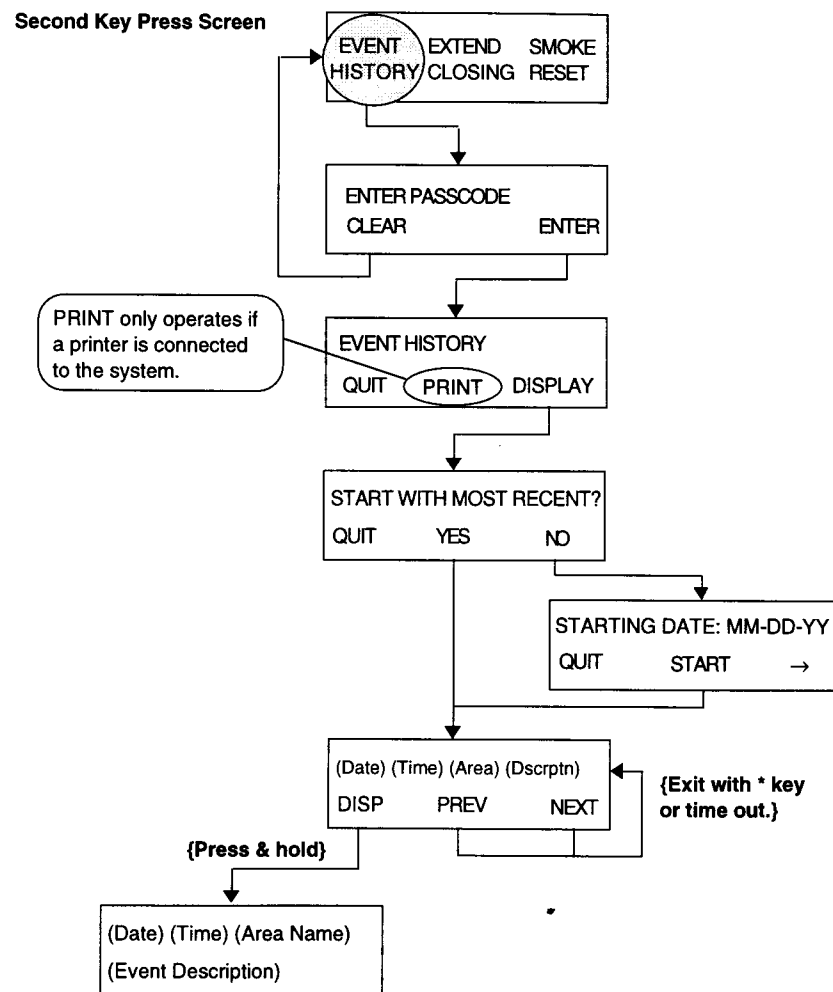 Second Key Press Screen
EVENT EXTEND SMOKE
HISTORY CLOSING RESET
ENTER PASSCODE
CLEAR ENTER
PRINT only operates if
a printer is connected
to the system.
EVENT HISTORY
QUIT PRINT DISPLAY
START WITH MOST RECENT?
QUIT YES NO
STARTING DATE: MM-DD-YY
QUIT START →
(Date) (Time) (Area) (Dscrptn)
DISP PREV NEXT
{Exit with * key
or time out.}
{Press & hold}
(Date) (Time) (Area Name)
(Event Description)